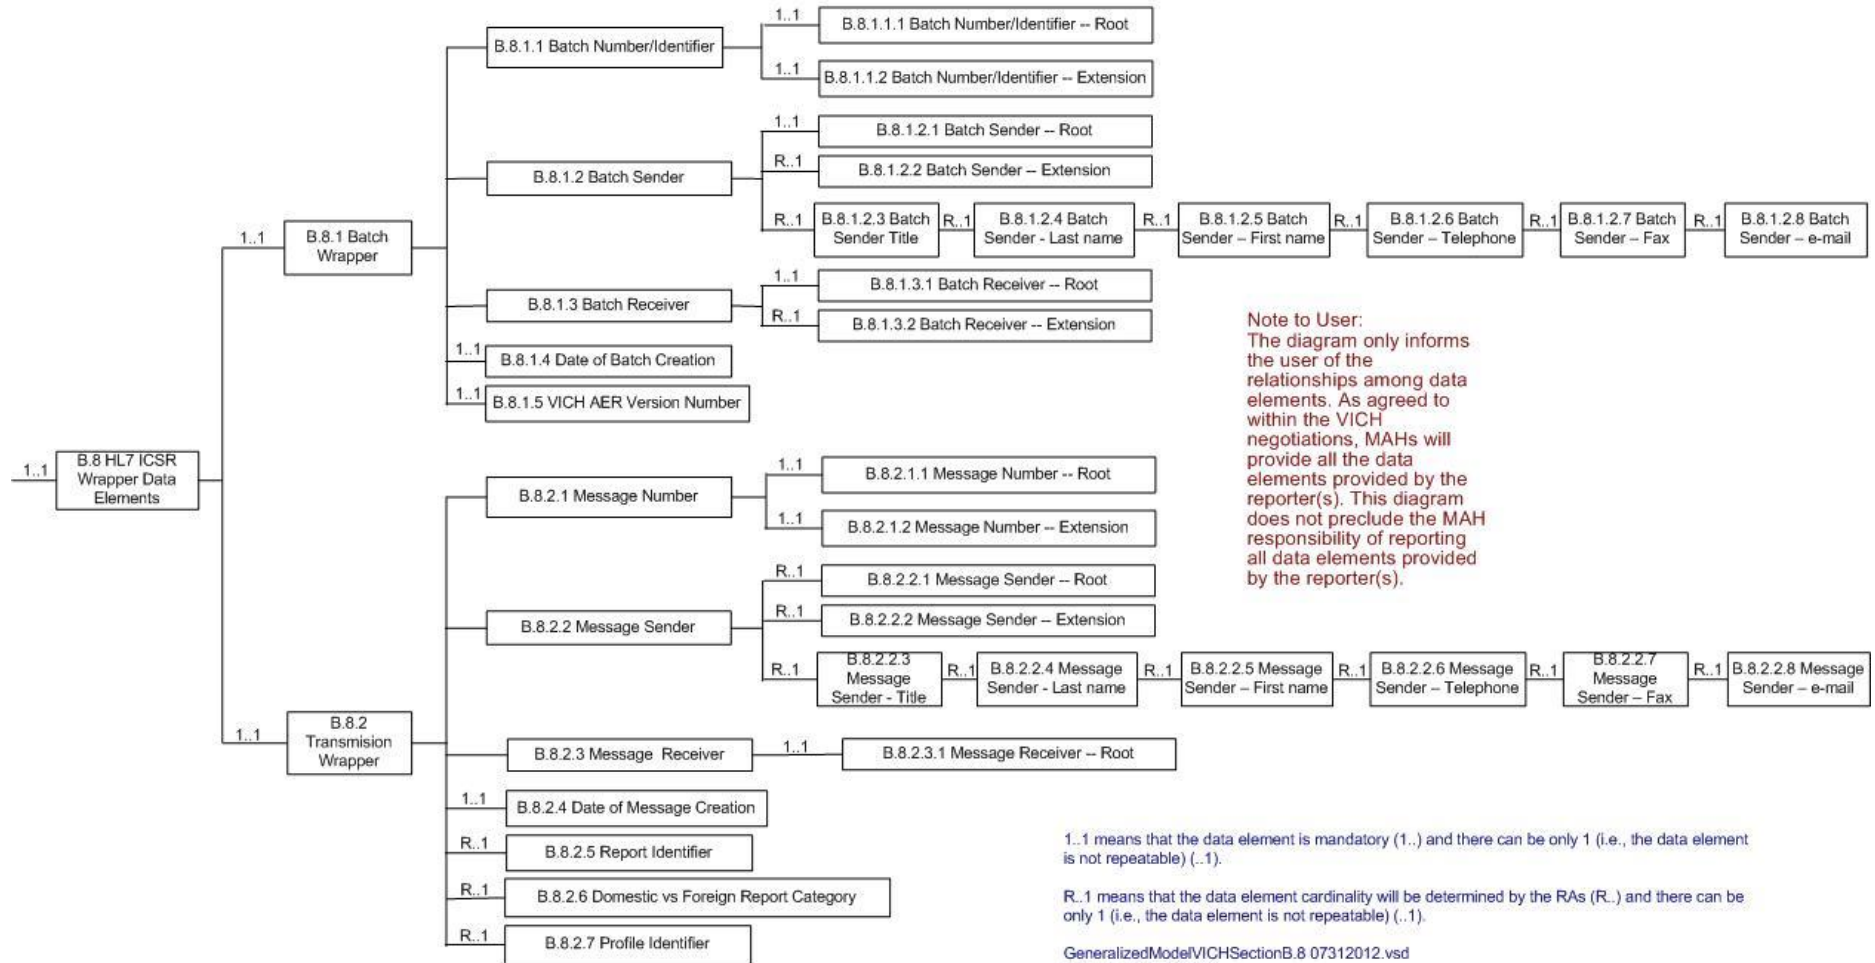 1..1
B.8 HL7 ICSR
Wrapper Data
Elements
1..1
B.8.1 Batch
Wrapper
B.8.1.1 Batch Number/Identifier
1..1
B.8.1.1.1 Batch Number/Identifier -- Root
1..1
B.8.1.1.2 Batch Number/Identifier -- Extension
B.8.1.2 Batch Sender
1..1
B.8.1.2.1 Batch Sender -- Root
R..1
B.8.1.2.2 Batch Sender -- Extension
R..1
B.8.1.2.3 Batch
Sender Title
R..1
B.8.1.2.4 Batch
Sender - Last name
R..1
B.8.1.2.5 Batch
Sender – First name
R..1
B.8.1.2.6 Batch
Sender – Telephone
R..1
B.8.1.2.7 Batch
Sender – Fax
R..1
B.8.1.2.8 Batch
Sender – e-mail
B.8.1.3 Batch Receiver
1..1
B.8.1.3.1 Batch Receiver -- Root
R..1
B.8.1.3.2 Batch Receiver -- Extension
1..1
B.8.1.4 Date of Batch Creation
1..1
B.8.1.5 VICH AER Version Number
1..1
B.8.2
Transmision
Wrapper
B.8.2.1 Message Number
1..1
B.8.2.1.1 Message Number -- Root
1..1
B.8.2.1.2 Message Number -- Extension
B.8.2.2 Message Sender
R..1
B.8.2.2.1 Message Sender -- Root
R..1
B.8.2.2.2 Message Sender -- Extension
R..1
B.8.2.2.3
Message
Sender - Title
R..1
B.8.2.2.4 Message
Sender - Last name
R..1
B.8.2.2.5 Message
Sender – First name
R..1
B.8.2.2.6 Message
Sender – Telephone
R..1
B.8.2.2.7
Message
Sender – Fax
R..1
B.8.2.2.8 Message
Sender – e-mail
B.8.2.3 Message Receiver
1..1
B.8.2.3.1 Message Receiver -- Root
1..1
B.8.2.4 Date of Message Creation
R..1
B.8.2.5 Report Identifier
R..1
B.8.2.6 Domestic vs Foreign Report Category
R..1
B.8.2.7 Profile Identifier
Note to User:
The diagram only informs
the user of the
relationships among data
elements. As agreed to
within the VICH
negotiations, MAHs will
provide all the data
elements provided by the
reporter(s). This diagram
does not preclude the MAH
responsibility of reporting
all data elements provided
by the reporter(s).
1..1 means that the data element is mandatory (1..) and there can be only 1 (i.e., the data element
is not repeatable) (..1).
R..1 means that the data element cardinality will be determined by the RAs (R..) and there can be
only 1 (i.e., the data element is not repeatable) (..1).
GeneralizedModelVICHSectionB.8 07312012.vsd